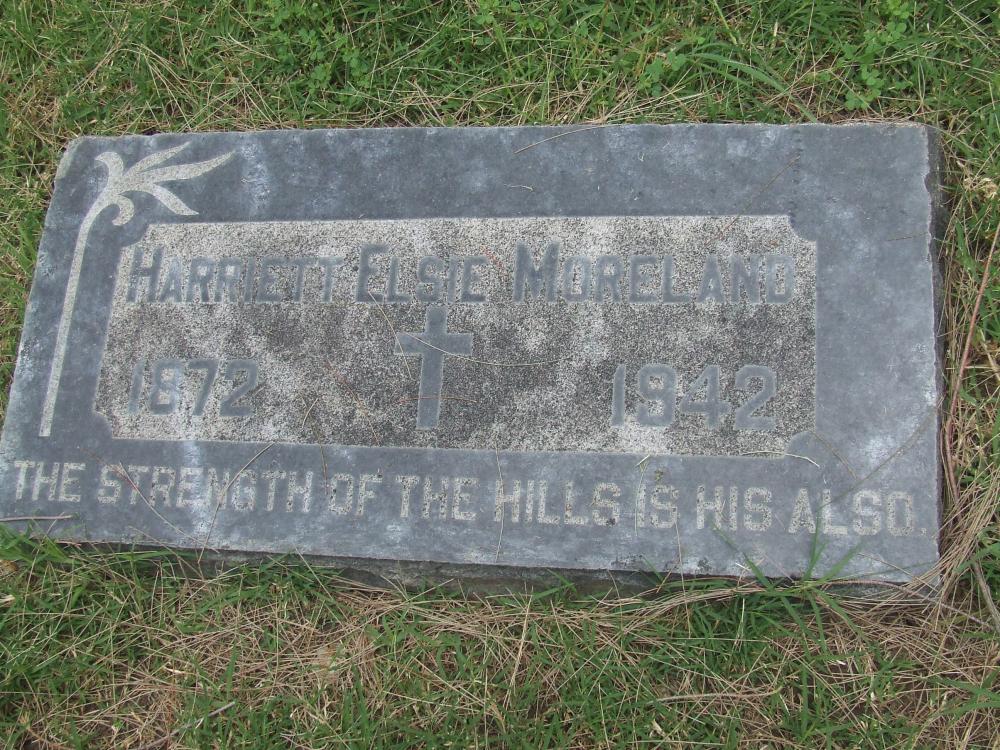 HARRIETT ELSIE MORELAND
1872 1942
THE STRENGTH OF THE HILLS IS HIS ALSO.